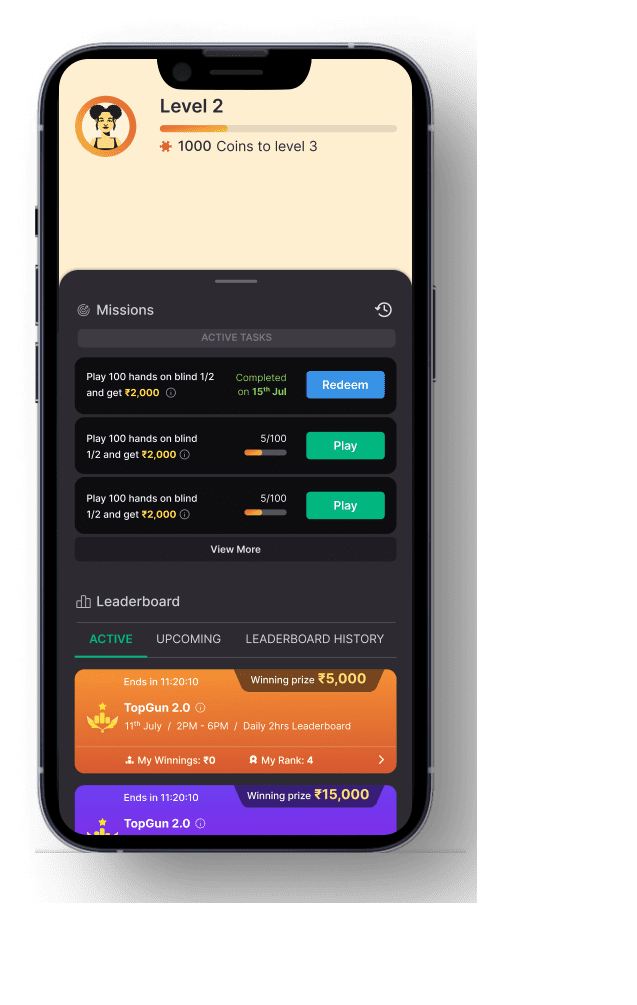 Level 2
1000 Coins to level 3
Missions
ACTIVE TASKS
Play 100 hands on blind 1/2
and get ₹2,000
Completed
on 15th Jul
Redeem
Play 100 hands on blind
1/2 and get ₹2,000
5/100
Play
Play 100 hands on blind
1/2 and get ₹2,000
5/100
Play
View More
Leaderboard
ACTIVE UPCOMING LEADERBOARD HISTORY
Ends in 11:20:10
Winning prize ₹5,000
TopGun 2.0
11th July / 2PM - 6PM / Daily 2hrs Leaderboard
My Winnings: ₹0
My Rank: 4
Ends in 11:20:10
Winning prize ₹15,000
TopGun 2.0